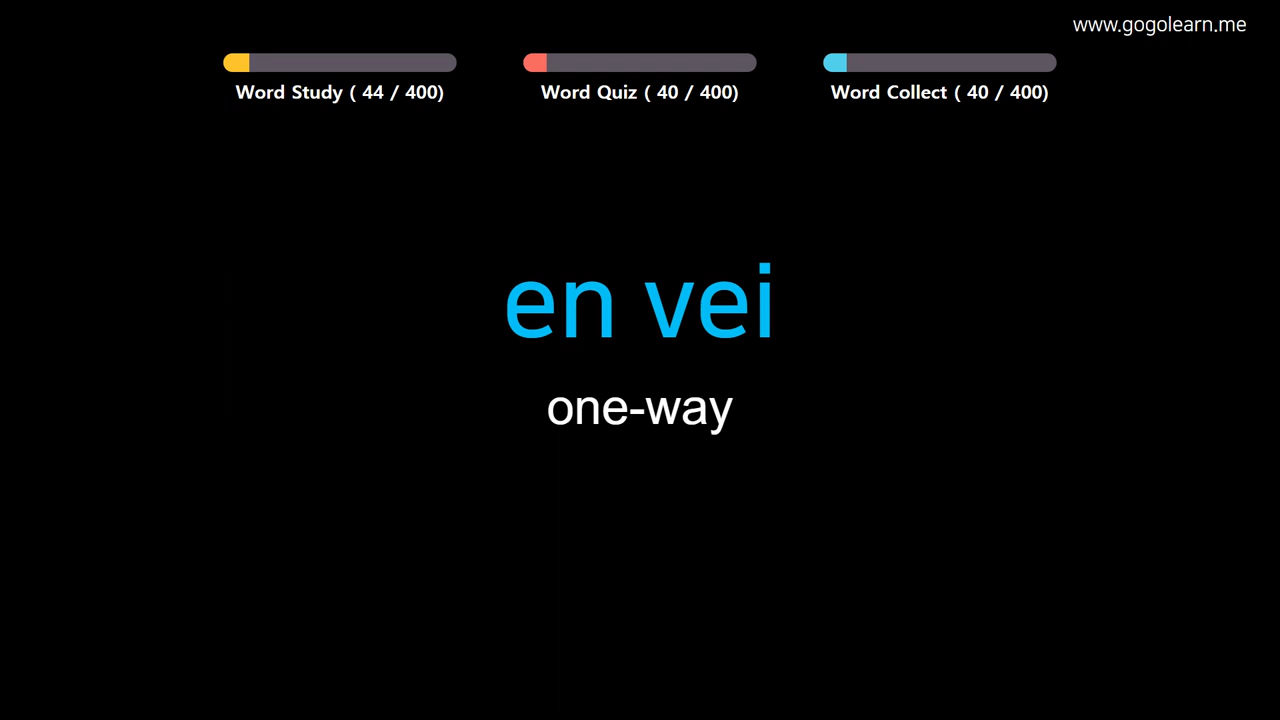 www.gogolearn.me
Word Study ( 44 / 400)
Word Quiz ( 40 / 400)
Word Collect ( 40 / 400)
en vei
one-way